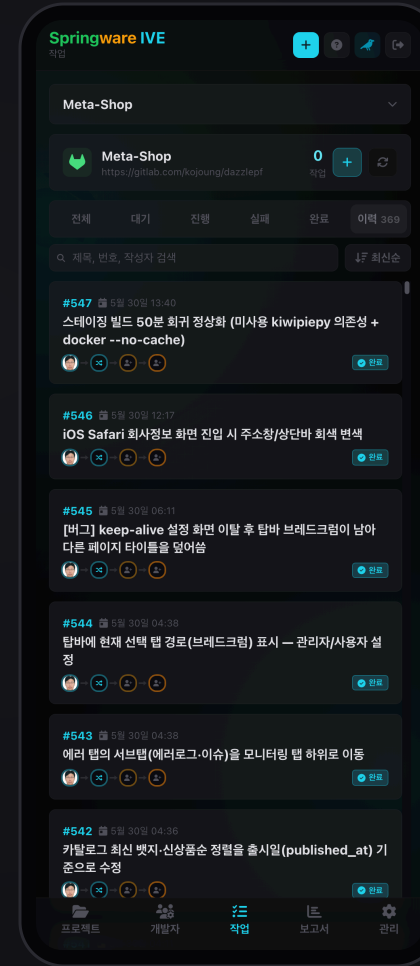 Springware IVE
작업
Meta-Shop
Meta-Shop
https://gitlab.com/kojoung/dazzlepf
0
작업
전체 대기 진행 실패 완료 이력 369
제목, 번호, 작성자 검색
최신순
#547 5월 30일 13:40
스테이징 빌드 50분 회귀 정상화 (미사용 kiwipiepy 의존성 +
docker --no-cache)
완료
#546 5월 30일 12:17
iOS Safari 회사정보 화면 진입 시 주소창/상단바 회색 변색
완료
#545 5월 30일 06:11
[버그] keep-alive 설정 화면 이탈 후 탑바 브레드크럼이 남아
다른 페이지 타이틀을 덮어씀
완료
#544 5월 30일 04:38
탑바에 현재 선택 탭 경로(브레드크럼) 표시 — 관리자/사용자 설
정
완료
#543 5월 30일 04:38
에러 탭의 서브탭(에러로그·이슈)을 모니터링 탭 하위로 이동
완료
#542 5월 30일 04:36
카탈로그 최신 뱃지·신상품순 정렬을 출시일(published_at) 기
준으로 수정
완료
프로젝트 개발자 작업 보고서 관리